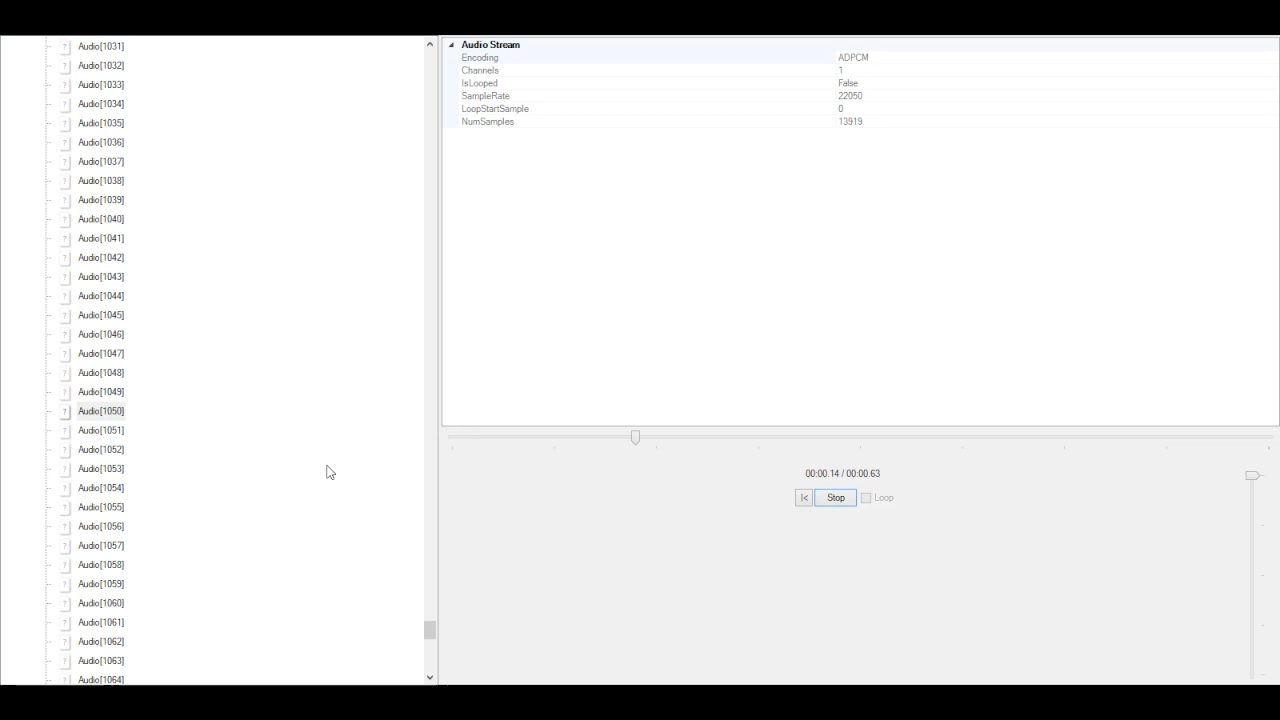 Audio[1031]
Audio[1032]
Audio[1033]
Audio[1034]
Audio[1035]
Audio[1036]
Audio[1037]
Audio[1038]
Audio[1039]
Audio[1040]
Audio[1041]
Audio[1042]
Audio[1043]
Audio[1044]
Audio[1045]
Audio[1046]
Audio[1047]
Audio[1048]
Audio[1049]
Audio[1050]
Audio[1051]
Audio[1052]
Audio[1053]
Audio[1054]
Audio[1055]
Audio[1056]
Audio[1057]
Audio[1058]
Audio[1059]
Audio[1060]
Audio[1061]
Audio[1062]
Audio[1063]
Audio[1064]
Audio Stream
Encoding ADPCM
Channels 1
IsLooped False
SampleRate 22050
LoopStartSample 0
NumSamples 13919
00:00.14 / 00:00.63
|< Stop Loop